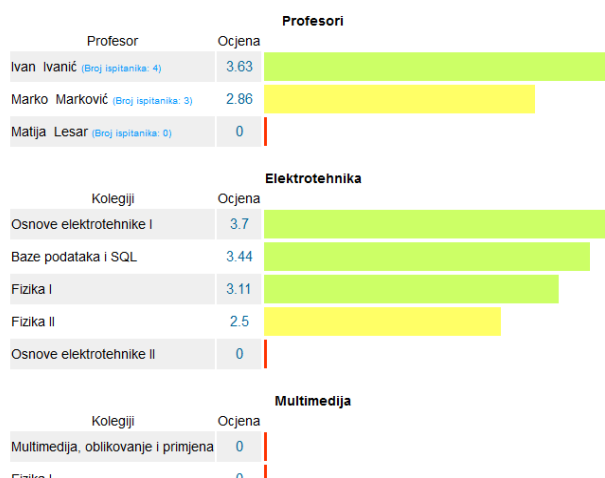 Profesori
Profesor Ocjena
Ivan Ivanić (Broj ispitanika: 4) 3.63
Marko Marković (Broj ispitanika: 3) 2.86
Matija Lesar (Broj ispitanika: 0) 0
Elektrotehnika
Kolegiji Ocjena
Osnove elektrotehnike I 3.7
Baze podataka i SQL 3.44
Fizika I 3.11
Fizika II 2.5
Osnove elektrotehnike II 0
Multimedija
Kolegiji Ocjena
Multimedija, oblikovanje i primjena 0
Fizika I 0